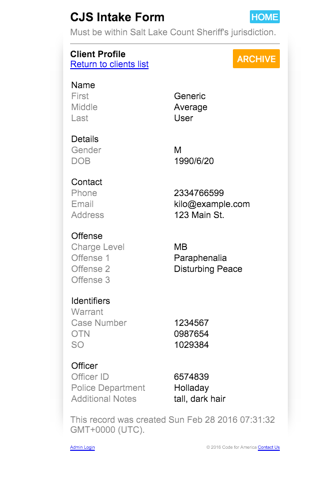 CJS Intake Form HOME
Must be within Salt Lake Count Sheriff's jurisdiction.
Client Profile ARCHIVE
Return to clients list
Name
First Generic
Middle Average
Last User
Details
Gender M
DOB 1990/6/20
Contact
Phone 2334766599
Email kilo@example.com
Address 123 Main St.
Offense
Charge Level MB
Offense 1 Paraphenalia
Offense 2 Disturbing Peace
Offense 3
Identifiers
Warrant
Case Number 1234567
OTN 0987654
SO 1029384
Officer
Officer ID 6574839
Police Department Holladay
Additional Notes tall, dark hair
This record was created Sun Feb 28 2016 07:31:32
GMT+0000 (UTC).
Admin Login © 2016 Code for America Contact Us